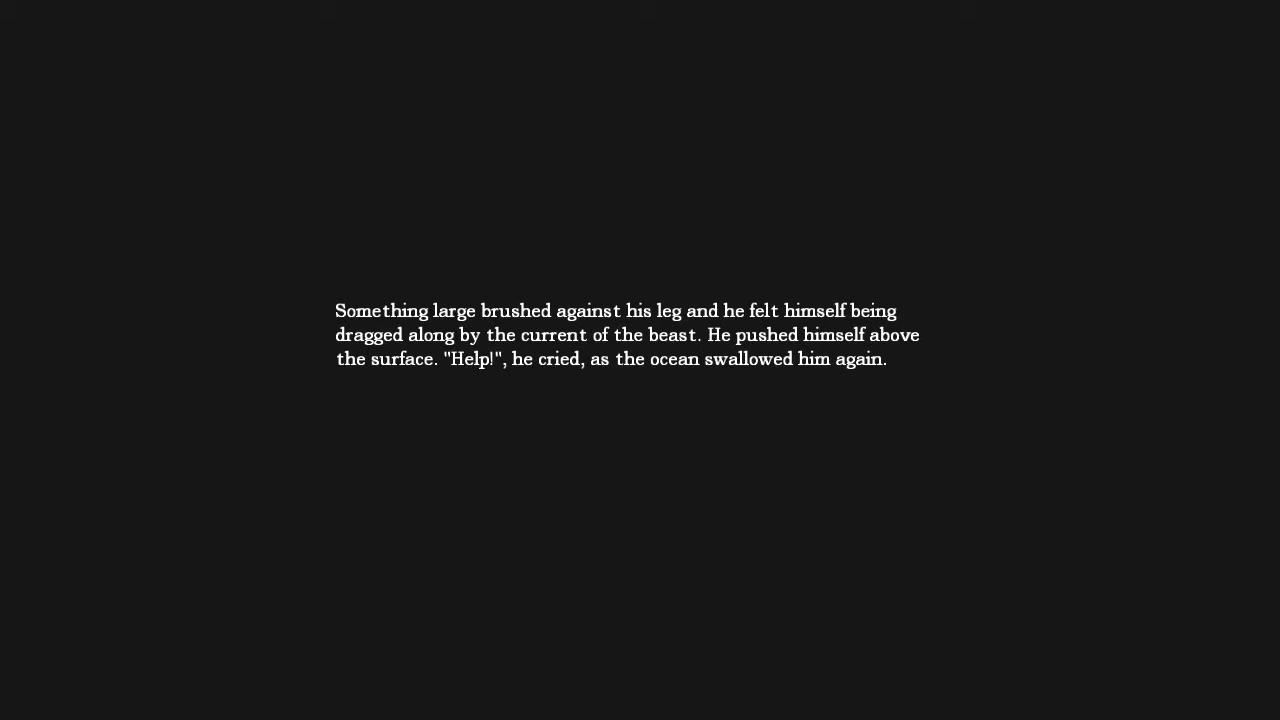 Something large brushed against his leg and he felt himself being
dragged along by the current of the beast. He pushed himself above
the surface. "Help!", he cried, as the ocean swallowed him again.